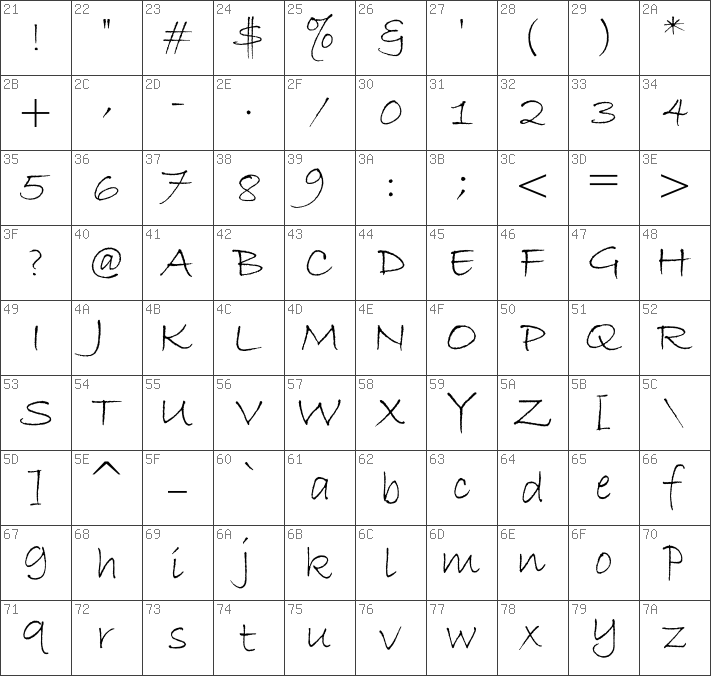 21 22 23 24 25 26 27 28 29 2A
! " # $ % & ' ( ) *
2B 2C 2D 2E 2F 30 31 32 33 34
+ , - . / 0 1 2 3 4
35 36 37 38 39 3A 3B 3C 3D 3E
5 6 7 8 9 : ; < = >
3F 40 41 42 43 44 45 46 47 48
? @ A B C D E F G H
49 4A 4B 4C 4D 4E 4F 50 51 52
I J K L M N O P Q R
53 54 55 56 57 58 59 5A 5B 5C
S T U V W X Y Z [ \
5D 5E 5F 60 61 62 63 64 65 66
] ^ _ ` a b c d e f
67 68 69 6A 6B 6C 6D 6E 6F 70
g h i j k l m n o p
71 72 73 74 75 76 77 78 79 7A
q r s t u v w x y z